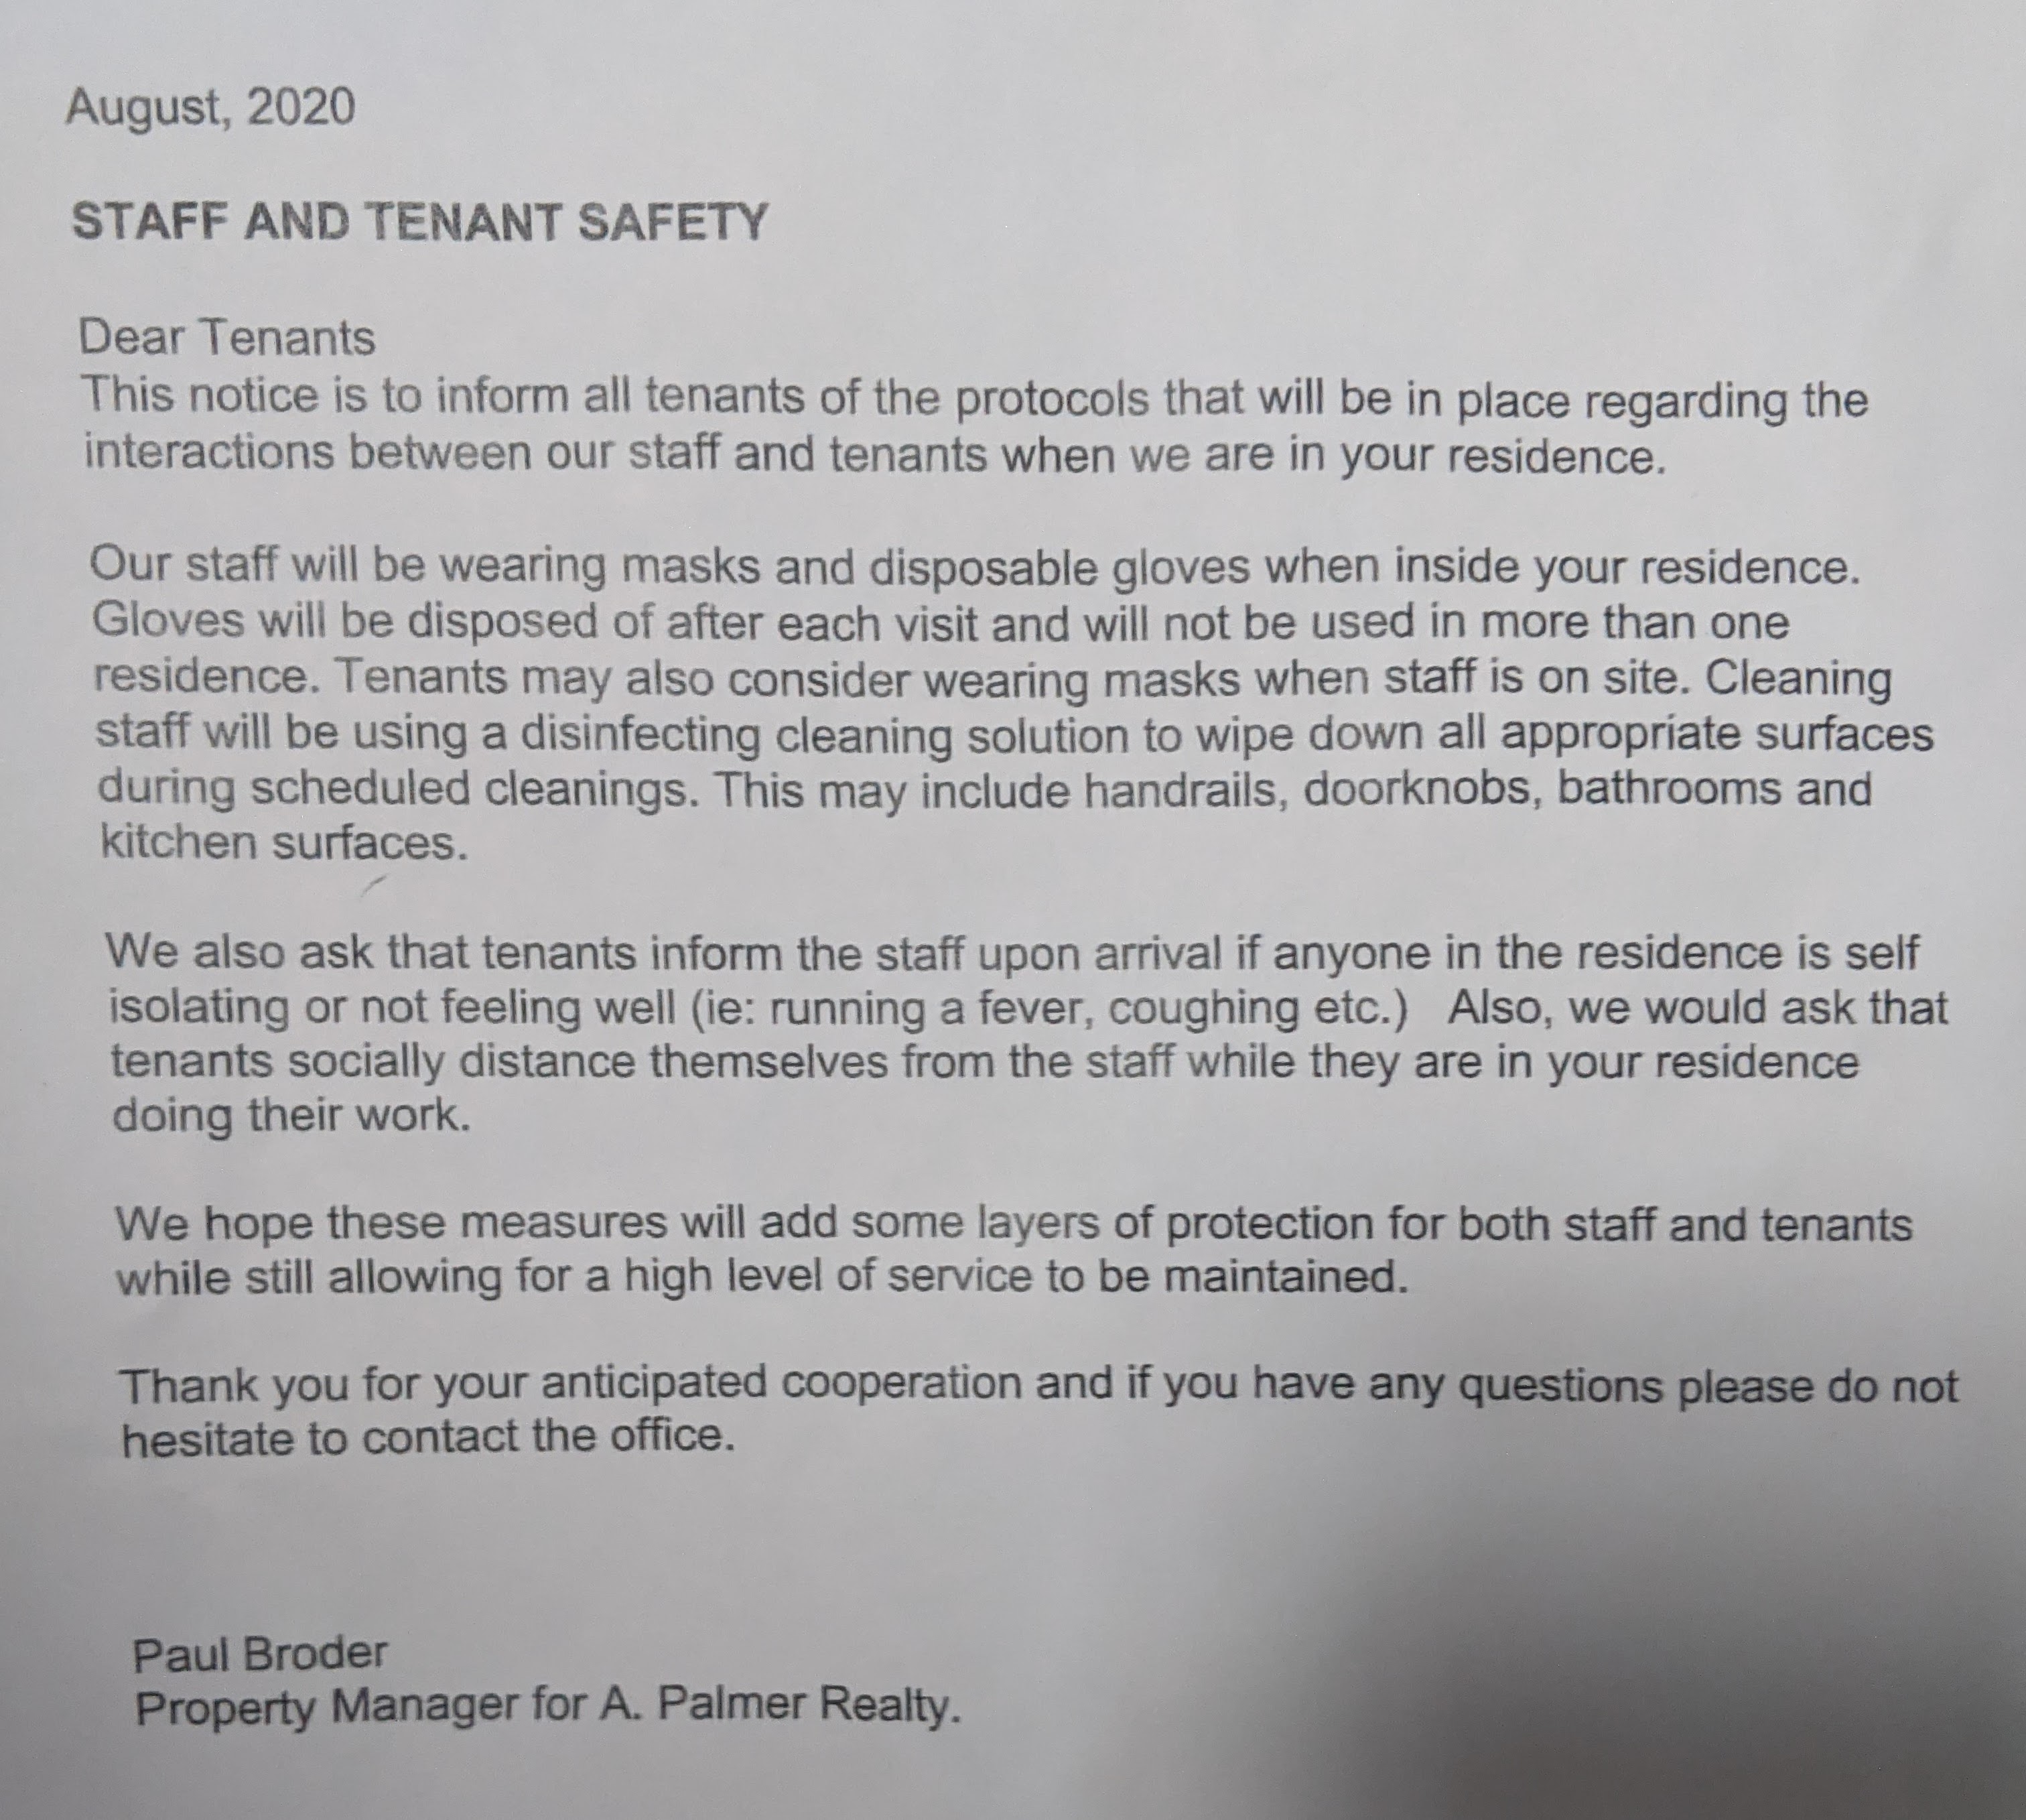 August, 2020
STAFF AND TENANT SAFETY
Dear Tenants
This notice is to inform all tenants of the protocols that will be in place regarding the
interactions between our staff and tenants when we are in your residence.
Our staff will be wearing masks and disposable gloves when inside your residence.
Gloves will be disposed of after each visit and will not be used in more than one
residence. Tenants may also consider wearing masks when staff is on site. Cleaning
staff will be using a disinfecting cleaning solution to wipe down all appropriate surfaces
during scheduled cleanings. This may include handrails, doorknobs, bathrooms and
kitchen surfaces.
We also ask that tenants inform the staff upon arrival if anyone in the residence is self
isolating or not feeling well (ie: running a fever, coughing etc.)   Also, we would ask that
tenants socially distance themselves from the staff while they are in your residence
doing their work.
We hope these measures will add some layers of protection for both staff and tenants
while still allowing for a high level of service to be maintained.
Thank you for your anticipated cooperation and if you have any questions please do not
hesitate to contact the office.
Paul Broder
Property Manager for A. Palmer Realty.